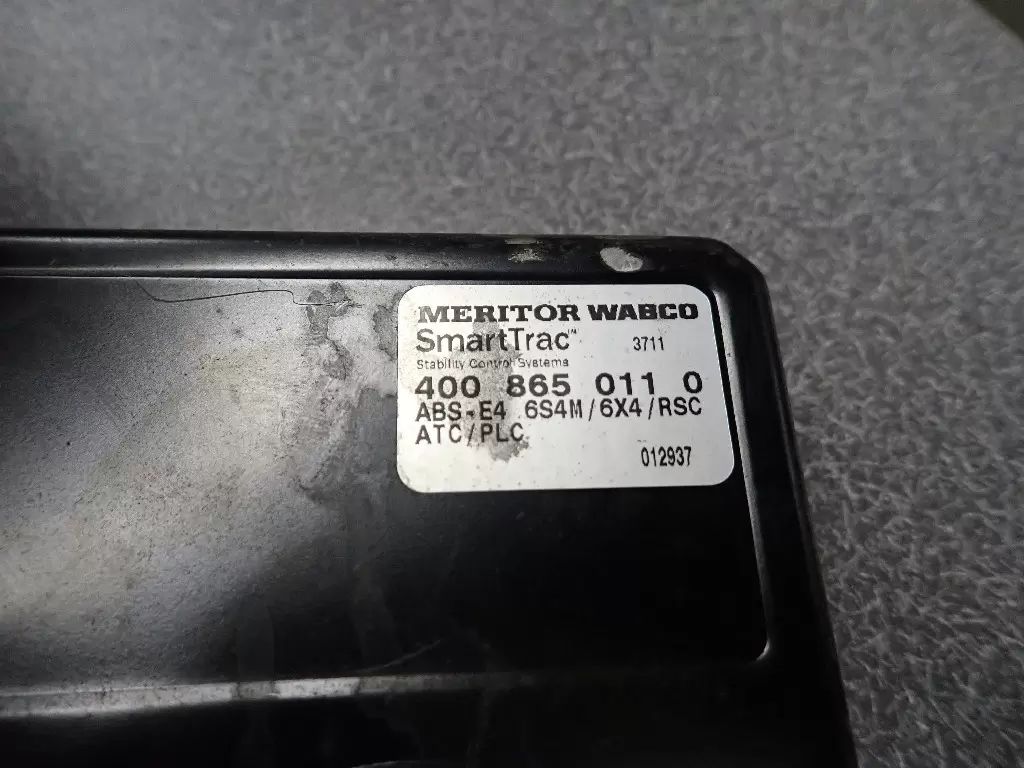 MERITOR WABCO
SmartTrac™ 3711
Stability Control Systems
400 865 011 0
ABS-E4 6S4M/6X4/RSC
ATC/PLC
012937